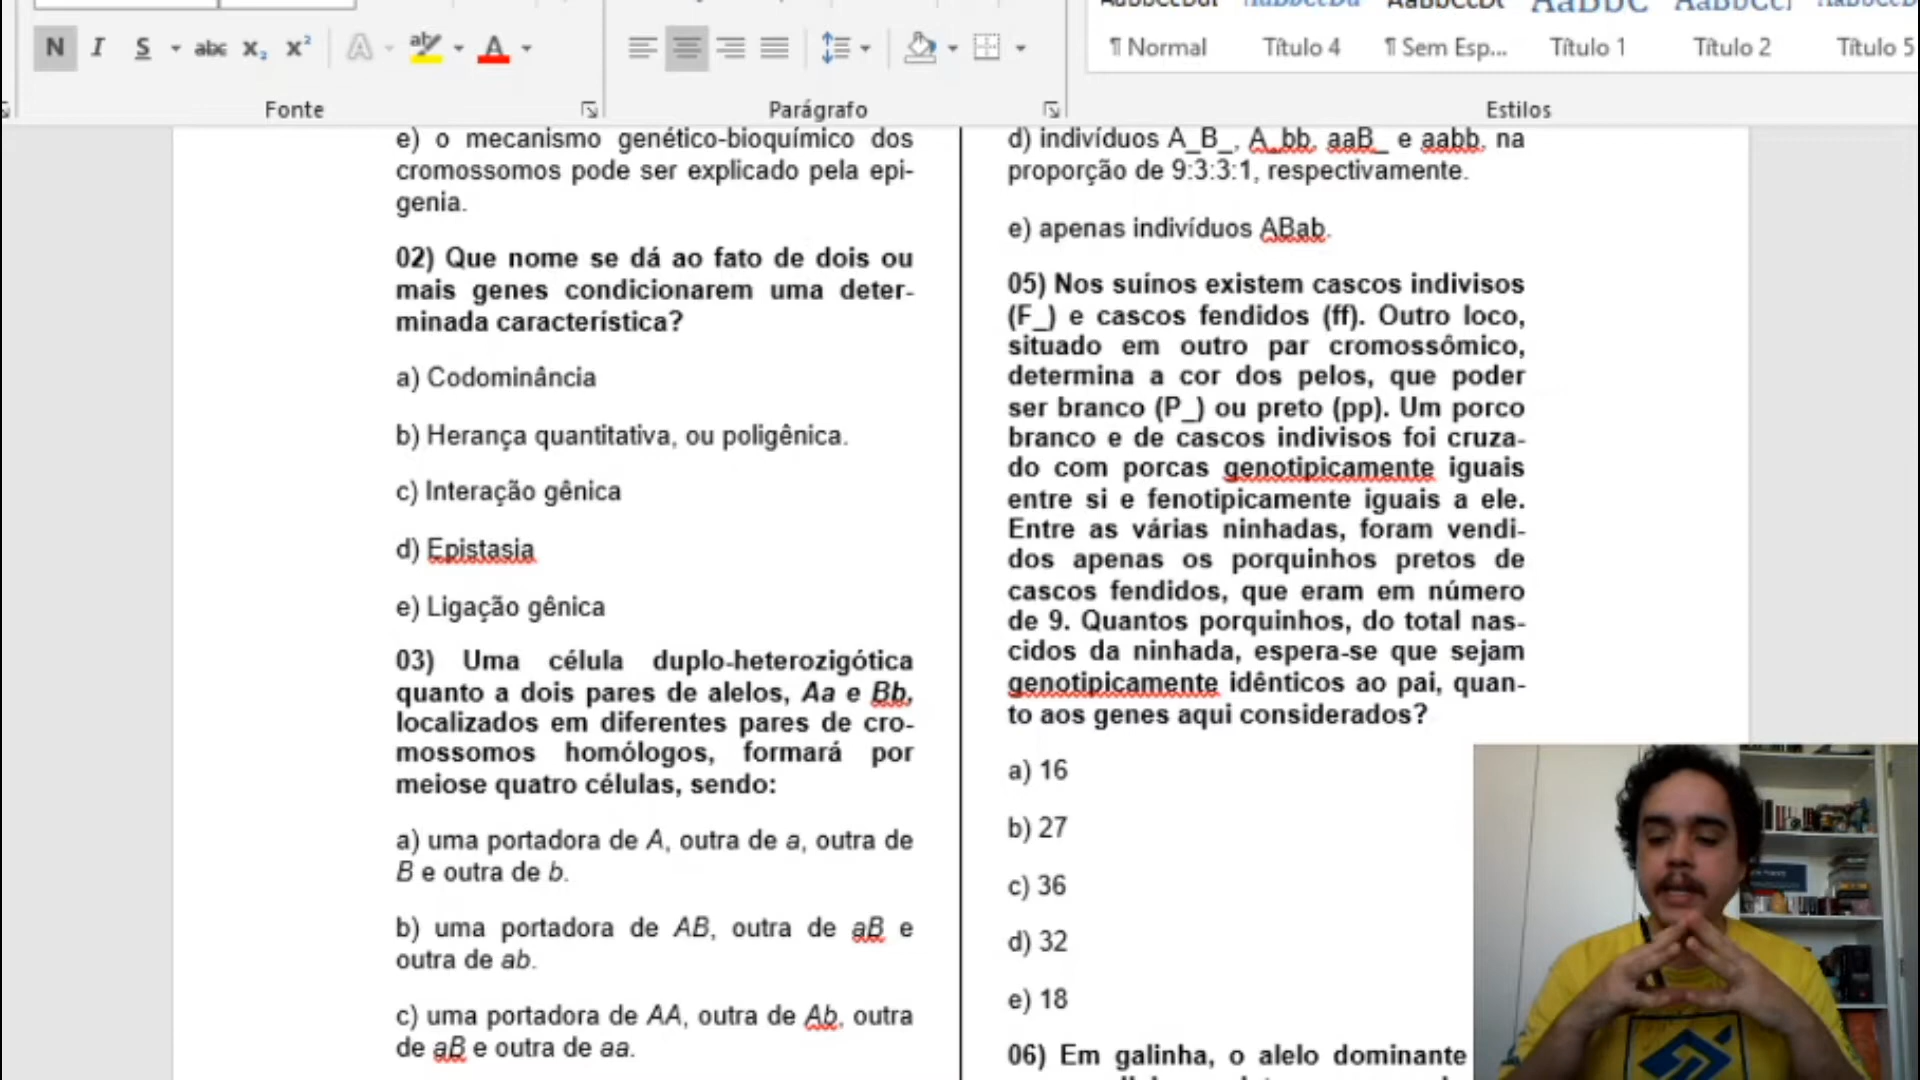 N I S abc X₂ X² A aby A
Fonte
Parágrafo
¶ Normal
Título 4
¶ Sem Esp...
Título 1
Título 2
Título 5
Estilos
e) o mecanismo genético-bioquímico dos
cromossomos pode ser explicado pela epi-
genia.
02) Que nome se dá ao fato de dois ou
mais genes condicionarem uma deter-
minada característica?
a) Codominância
b) Herança quantitativa, ou poligênica.
c) Interação gênica
d) Epistasia
e) Ligação gênica
03) Uma célula duplo-heterozigótica
quanto a dois pares de alelos, Aa e Bb,
localizados em diferentes pares de cro-
mossomos homólogos, formará por
meiose quatro células, sendo:
a) uma portadora de A, outra de a, outra de
B e outra de b.
b) uma portadora de AB, outra de aB e
outra de ab.
c) uma portadora de AA, outra de Ab, outra
de aB e outra de aa.
d) indivíduos A_B_, A_bb, aaB_ e aabb, na
proporção de 9:3:3:1, respectivamente.
e) apenas indivíduos ABab.
05) Nos suínos existem cascos indivisos
(F_) e cascos fendidos (ff). Outro loco,
situado em outro par cromossômico,
determina a cor dos pelos, que poder
ser branco (P_) ou preto (pp). Um porco
branco e de cascos indivisos foi cruza-
do com porcas genotipicamente iguais
entre si e fenotipicamente iguais a ele.
Entre as várias ninhadas, foram vendi-
dos apenas os porquinhos pretos de
cascos fendidos, que eram em número
de 9. Quantos porquinhos, do total nas-
cidos da ninhada, espera-se que sejam
genotipicamente idênticos ao pai, quan-
to aos genes aqui considerados?
a) 16
b) 27
c) 36
d) 32
e) 18
06) Em galinha, o alelo dominante